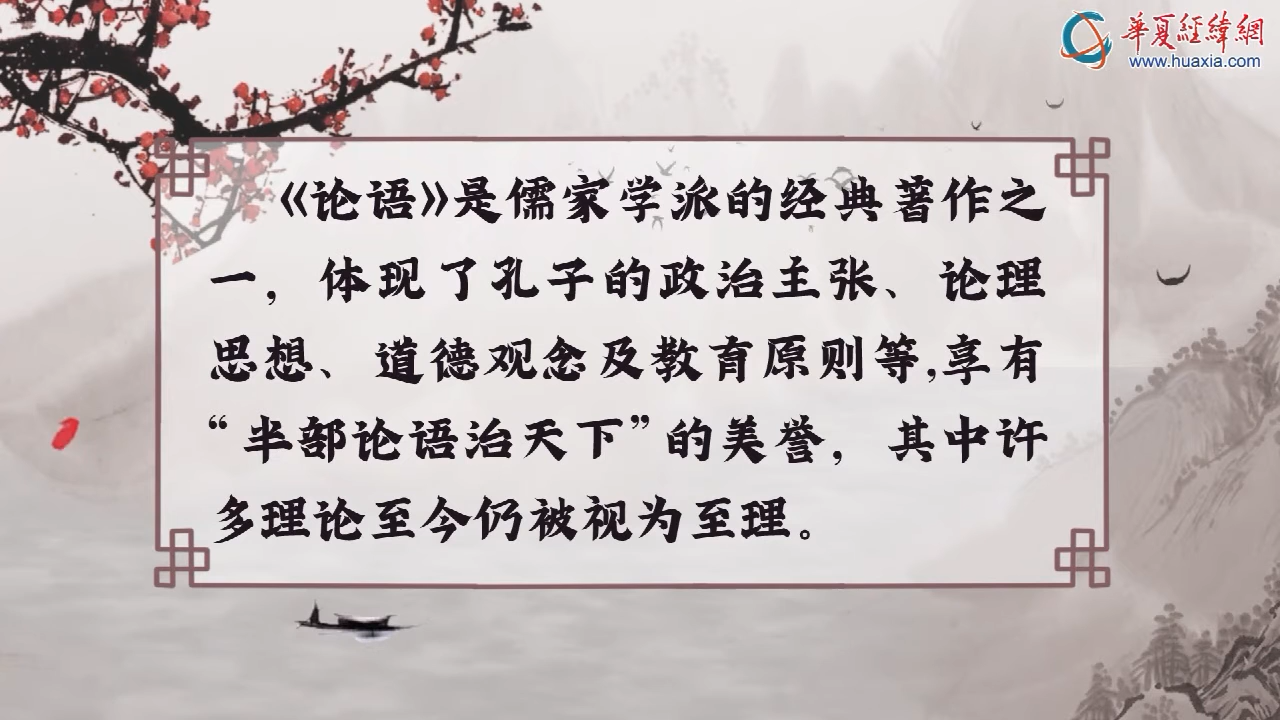 華夏經緯網
www.huaxia.com
《论语》是儒家学派的经典著作之
一，体现了孔子的政治主张、论理
思想、道德观念及教育原则等,享有
“半部论语治天下”的美誉，其中许
多理论至今仍被视为至理。